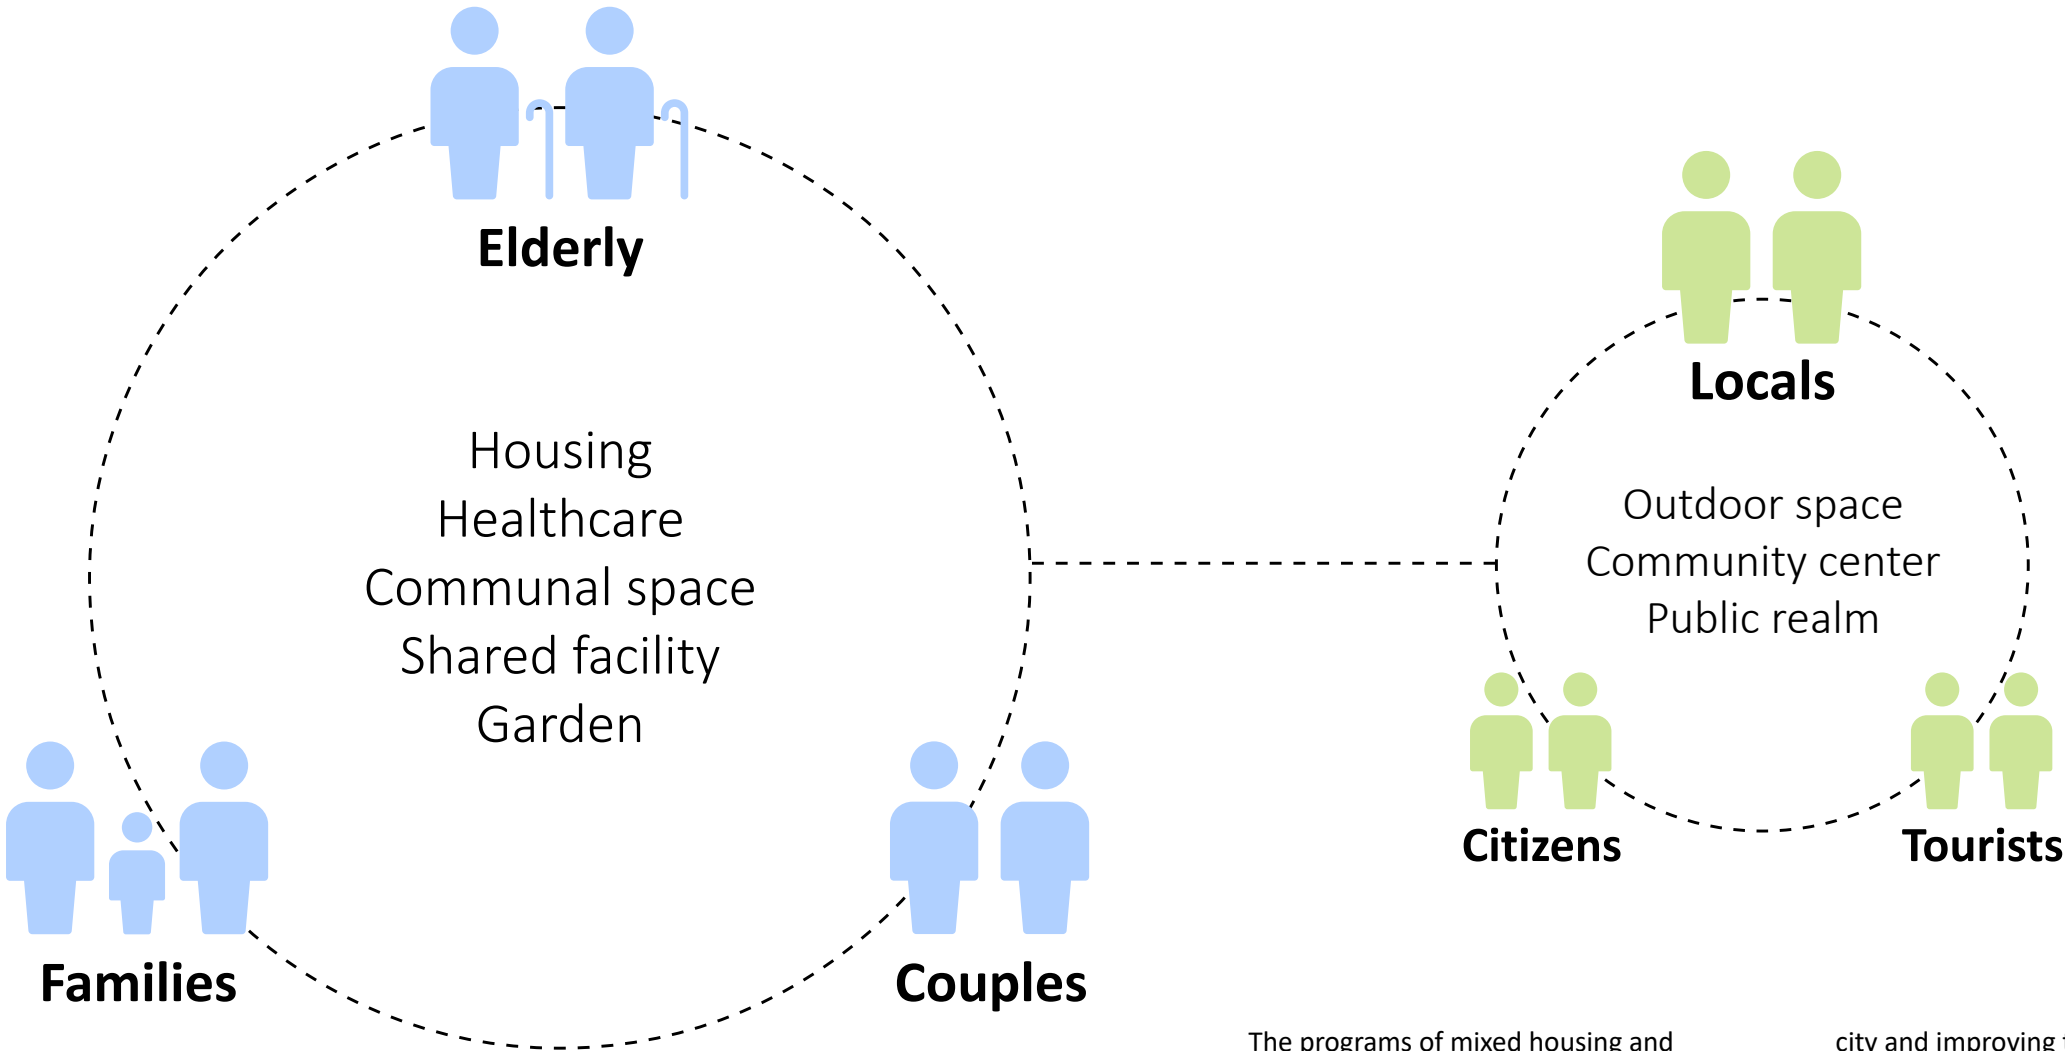 Elderly
Housing
Healthcare
Communal space
Shared facility
Garden
Families
Couples
Locals
Outdoor space
Community center
Public realm
Citizens
Tourists
The programs of mixed housing and
city and improving